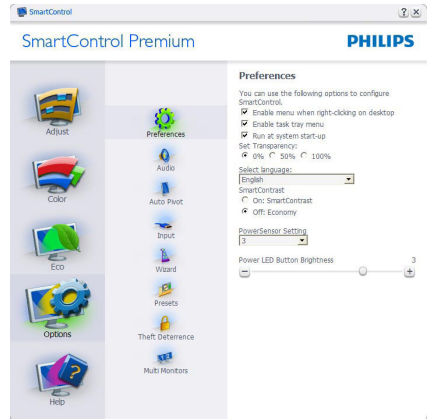 SmartControl
SmartControl Premium
PHILIPS
Adjust
Color
Eco
Options
Help
Preferences
Audio
Auto Pivot
Input
Wizard
Presets
Theft Deterrence
Multi Monitors
Preferences
You can use the following options to configure
SmartControl.
Enable menu when right-clicking on desktop
Enable task tray menu
Run at system start-up
Set Transparency:
0% 50% 100%
Select language:
English
SmartContrast
On: SmartContrast
Off: Economy
PowerSensor Setting
3
Power LED Button Brightness 3